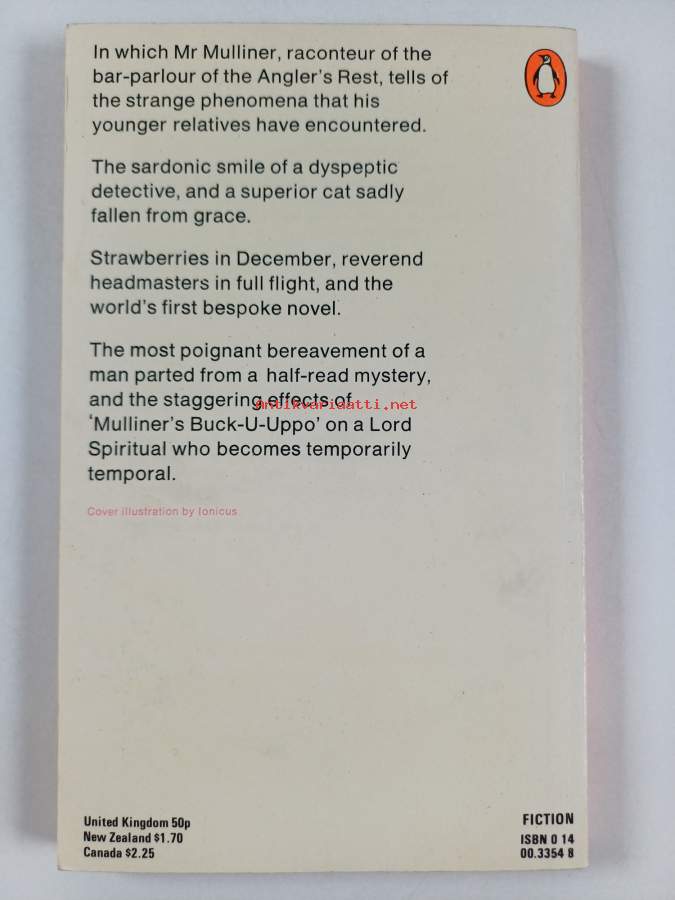 In which Mr Mulliner, raconteur of the
bar-parlour of the Angler's Rest, tells of
the strange phenomena that his
younger relatives have encountered.
The sardonic smile of a dyspeptic
detective, and a superior cat sadly
fallen from grace.
Strawberries in December, reverend
headmasters in full flight, and the
world's first bespoke novel.
The most poignant bereavement of a
man parted from a half-read mystery,
and the staggering effects of
Antikvariaatti.net
'Mulliner's Buck-U-Uppo' on a Lord
Spiritual who becomes temporarily
temporal.
Cover illustration by Ionicus
United Kingdom 50p
New Zealand $1.70
Canada $2.25
FICTION
ISBN 0 14
00.3354 8